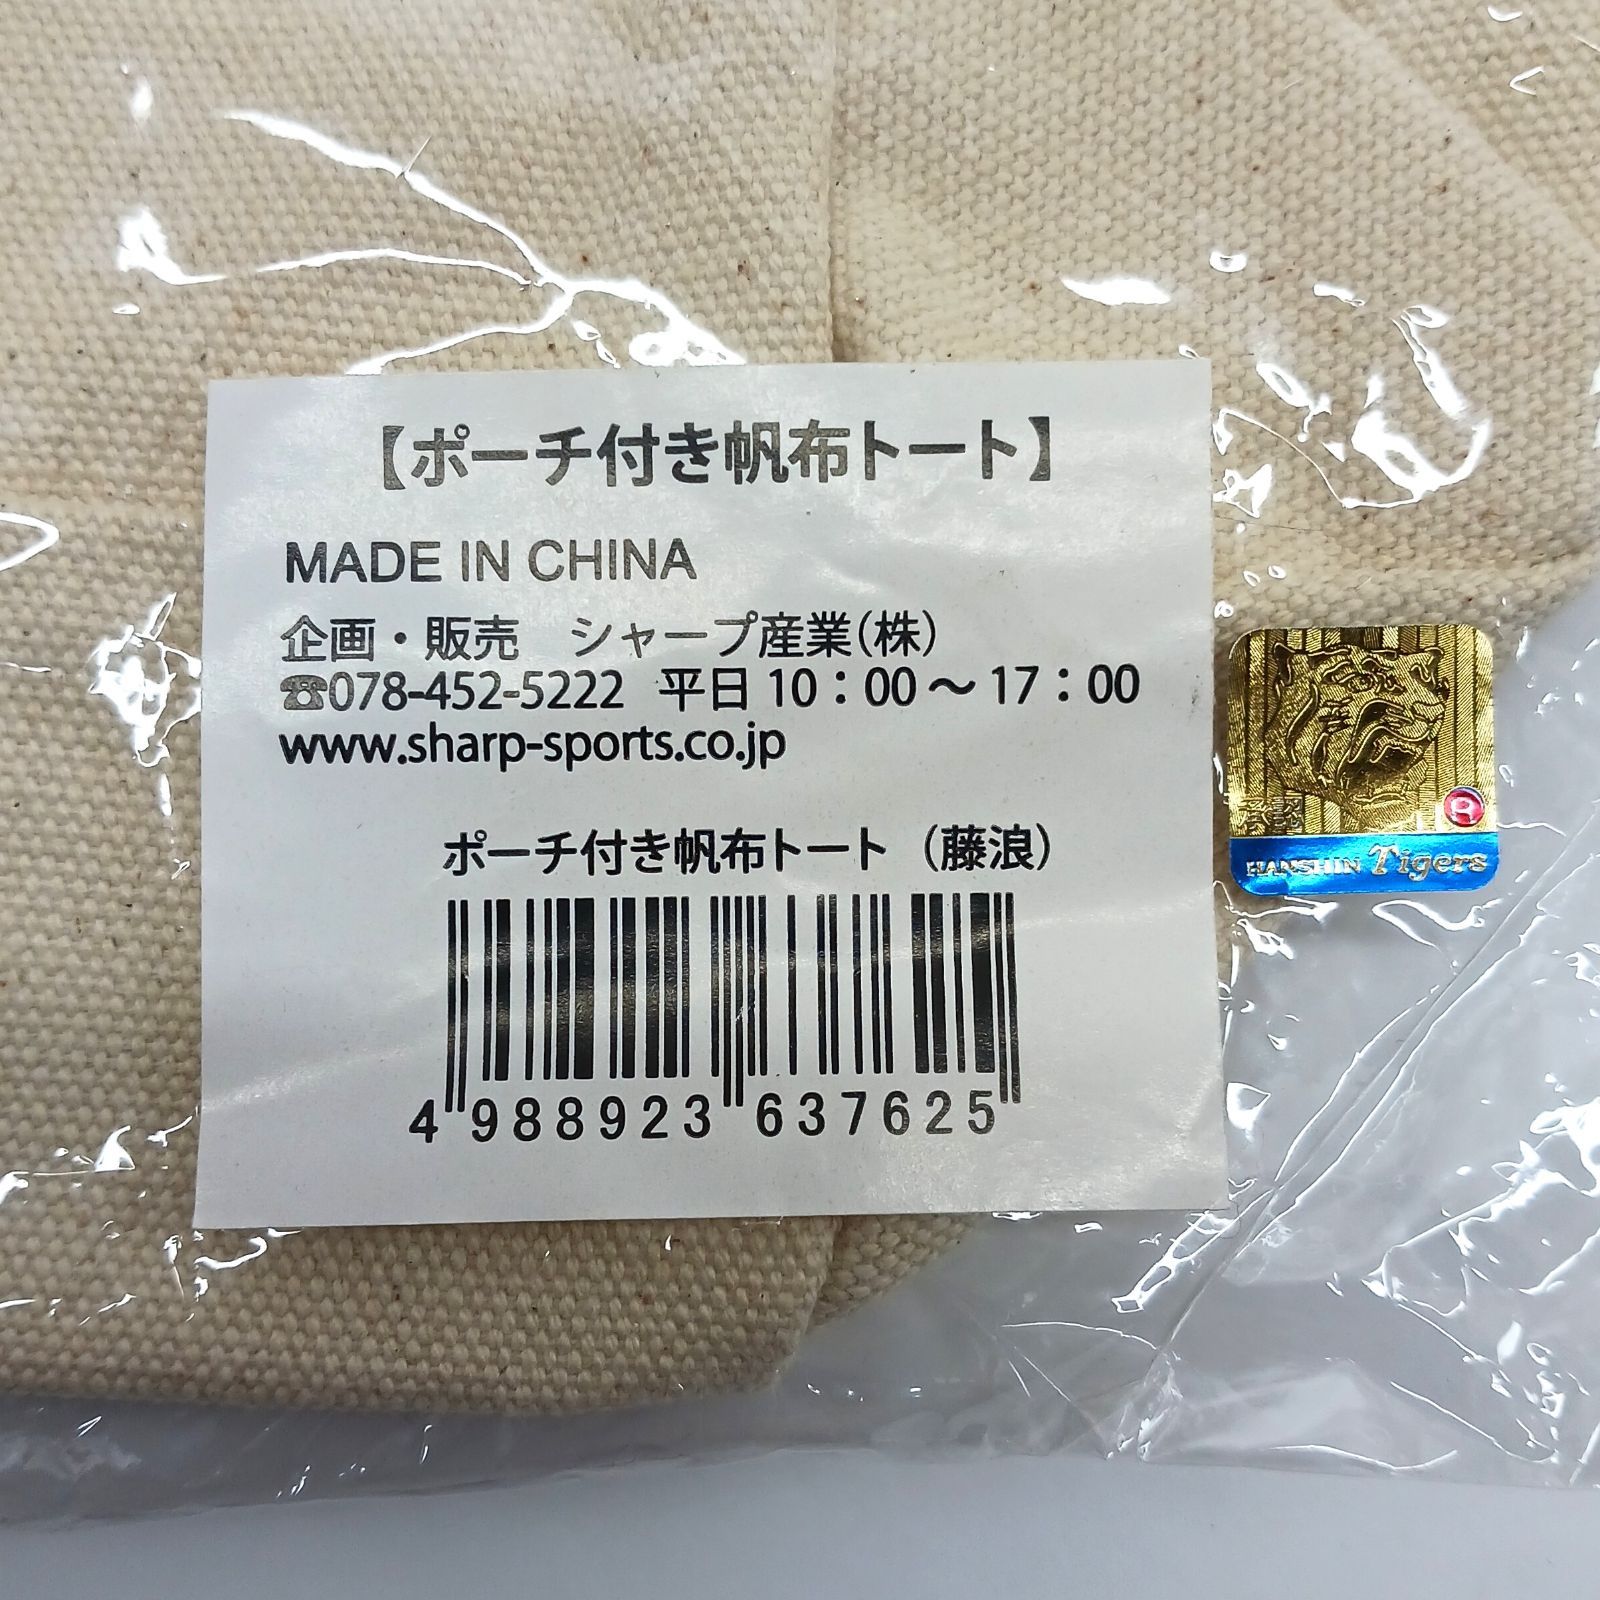 【ポーチ付き帆布トート】
MADE IN CHINA
企画・販売　シャープ産業(株)
☎078-452-5222 平日 10：00～17：00
www.sharp-sports.co.jp
ポーチ付き帆布トート（藤浪）
4 988923 637625
承認 R
HANSHIN Tigers